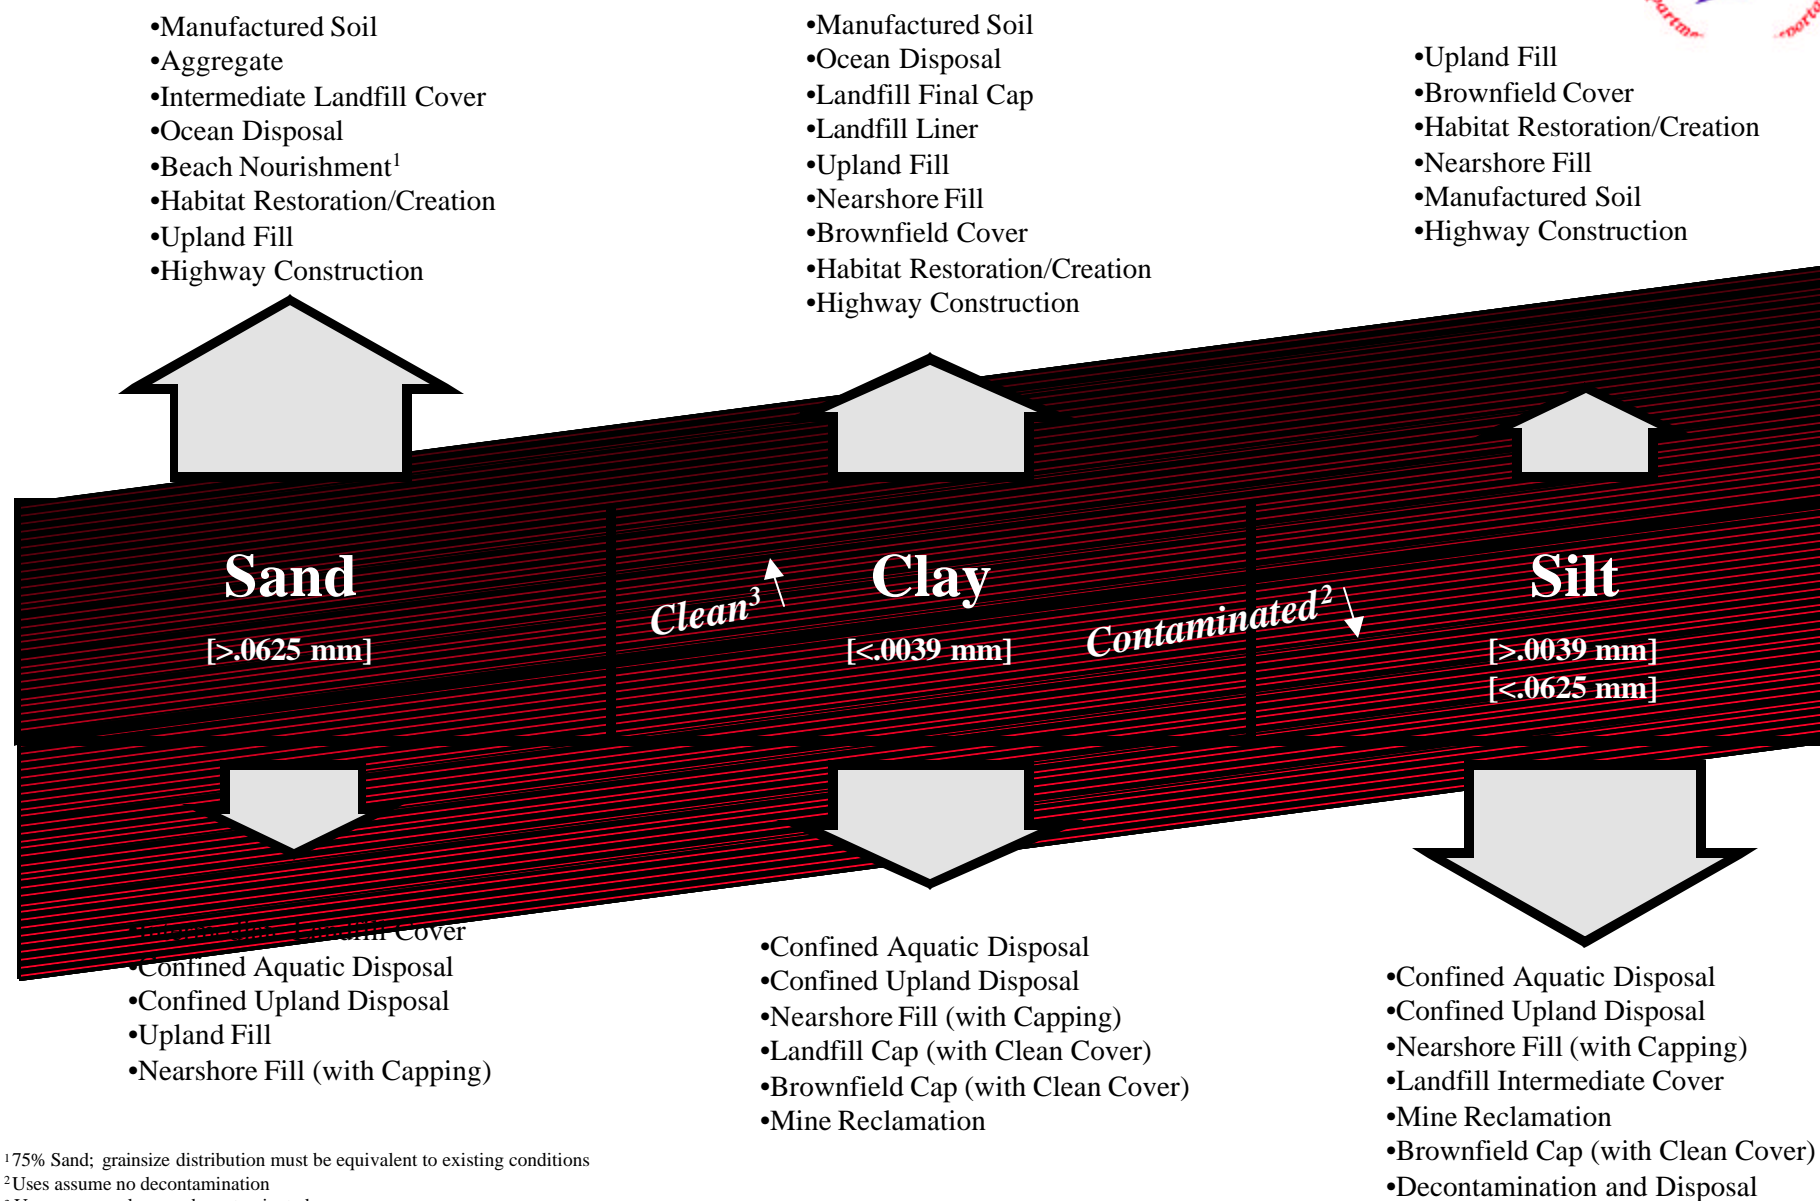 •Manufactured Soil
•Aggregate
•Intermediate Landfill Cover
•Ocean Disposal
•Beach Nourishment1
•Habitat Restoration/Creation
•Upland Fill
•Highway Construction
•Manufactured Soil
•Ocean Disposal
•Landfill Final Cap
•Landfill Liner
•Upland Fill
•Nearshore Fill
•Brownfield Cover
•Habitat Restoration/Creation
•Highway Construction
•Upland Fill
•Brownfield Cover
•Habitat Restoration/Creation
•Nearshore Fill
•Manufactured Soil
•Highway Construction
Sand
[>.0625 mm]
Clean3
Clay
[<.0039 mm]
Contaminated2
Silt
[>.0039 mm]
[<.0625 mm]
•Intermediate Landfill Cover
•Confined Aquatic Disposal
•Confined Upland Disposal
•Upland Fill
•Nearshore Fill (with Capping)
•Confined Aquatic Disposal
•Confined Upland Disposal
•Nearshore Fill (with Capping)
•Landfill Cap (with Clean Cover)
•Brownfield Cap (with Clean Cover)
•Mine Reclamation
•Confined Aquatic Disposal
•Confined Upland Disposal
•Nearshore Fill (with Capping)
•Landfill Intermediate Cover
•Mine Reclamation
•Brownfield Cap (with Clean Cover)
•Decontamination and Disposal
1 75% Sand; grainsize distribution must be equivalent to existing conditions
2 Uses assume no decontamination